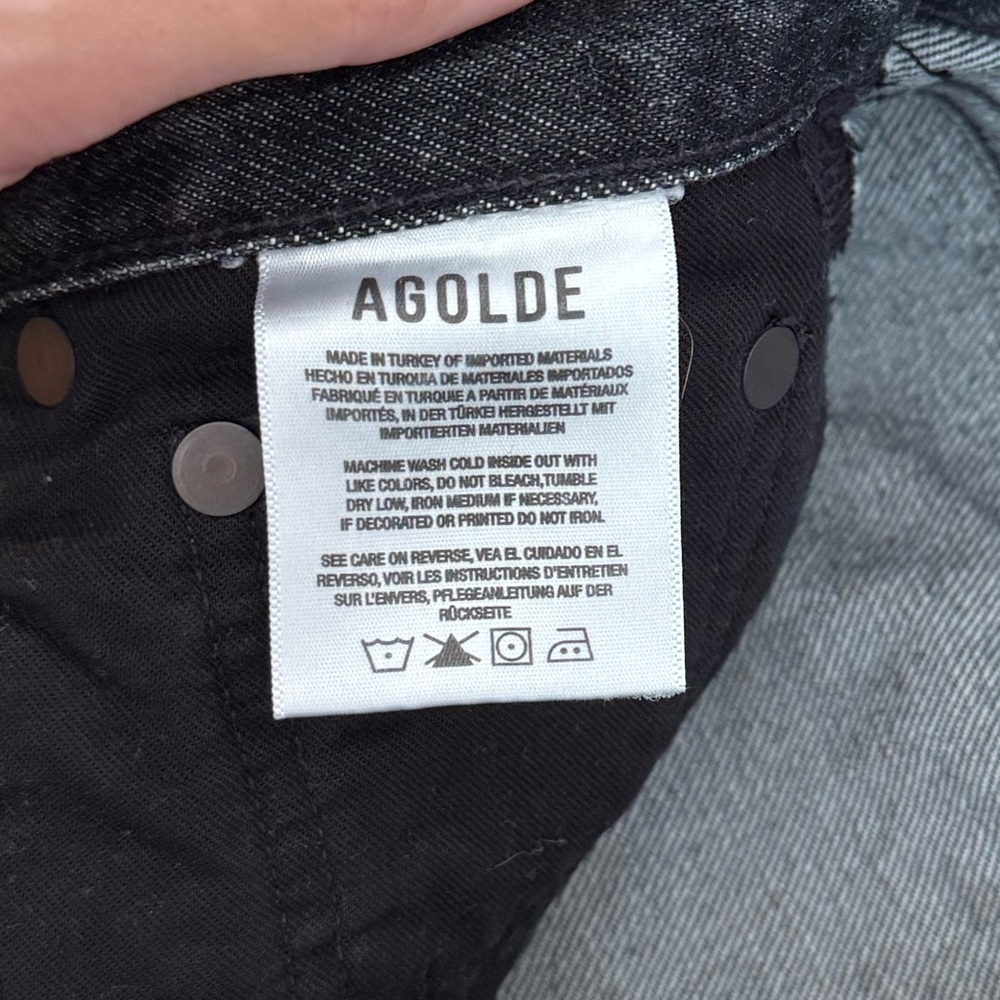 AGOLDE
MADE IN TURKEY OF IMPORTED MATERIALS
HECHO EN TURQUIA DE MATERIALES IMPORTADOS
FABRIQUÉ EN TURQUIE A PARTIR DE MATÉRIAUX
IMPORTÉS, IN DER TÜRKEI HERGESTELLT MIT
IMPORTIERTEN MATERIALIEN
MACHINE WASH COLD INSIDE OUT WITH
LIKE COLORS, DO NOT BLEACH,TUMBLE
DRY LOW, IRON MEDIUM IF NECESSARY,
IF DECORATED OR PRINTED DO NOT IRON.
SEE CARE ON REVERSE, VEA EL CUIDADO EN EL
REVERSO, VOIR LES INSTRUCTIONS D'ENTRETIEN
SUR L'ENVERS, PFLEGEANLEITUNG AUF DER
RÜCKSEITE